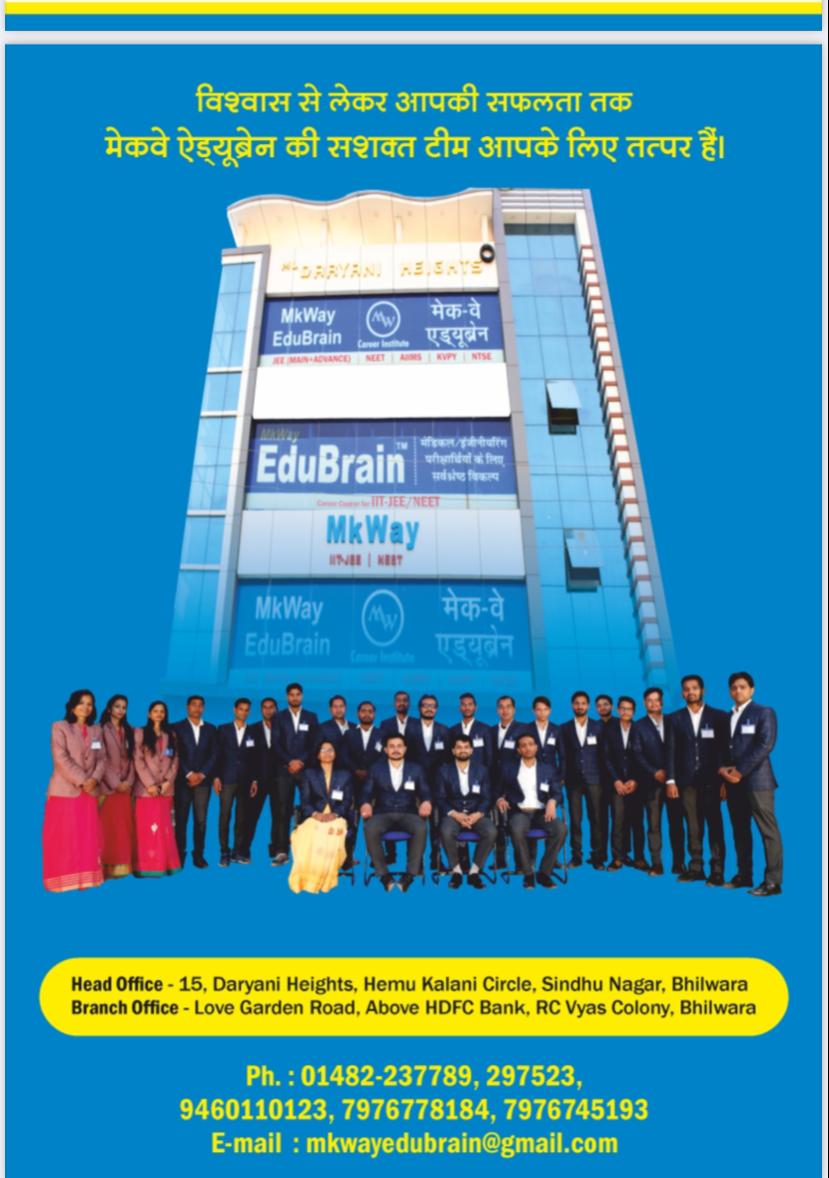 विश्वास से लेकर आपकी सफलता तक
मेकवे ऐड्यूब्रेन की सशक्त टीम आपके लिए तत्पर हैं।
DARYANI HEIGHTS
MkWay
EduBrain
MW
Career Institute
मेक-वे
एड्यूब्रेन
JEE (MAIN+ADVANCE) | NEET | AIIMS | KVPY | NTSE
MkWay
EduBrain™
मेडिकल/इंजीनीयरिंग
परीक्षार्थियों के लिए
सर्वश्रेष्ठ विकल्प
Career Counter for IIT-JEE/NEET
MkWay
IIT-JEE | NEET
MkWay
EduBrain
MW
Career Institute
मेक-वे
एड्यूब्रेन
Head Office - 15, Daryani Heights, Hemu Kalani Circle, Sindhu Nagar, Bhilwara
Branch Office - Love Garden Road, Above HDFC Bank, RC Vyas Colony, Bhilwara
Ph. : 01482-237789, 297523,
9460110123, 7976778184, 7976745193
E-mail : mkwayedubrain@gmail.com